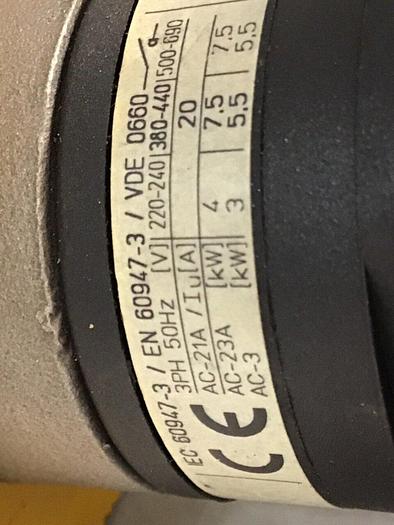 IEC 60947-3 / EN 60947-3 / VDE 0660
3PH 50HZ [V] 220-240 380-440 500-690
AC-21A / Iu [A] 20
AC-23A [kW] 4 7.5 7.5
AC-3 [kW] 3 5.5 5.5
CE